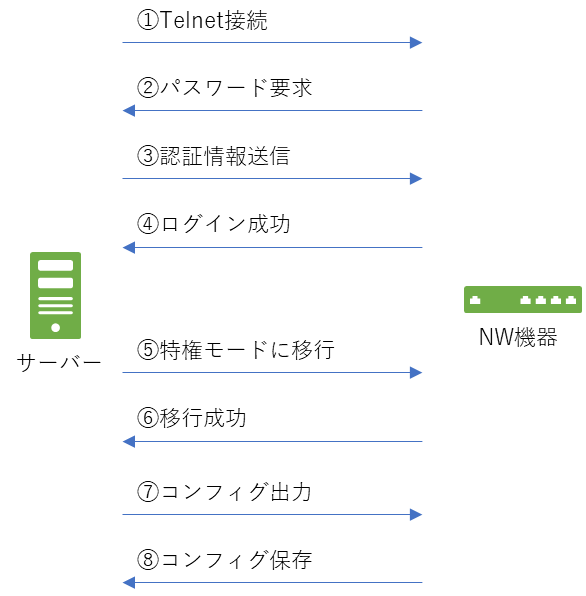 ①Telnet接続
②パスワード要求
③認証情報送信
④ログイン成功
サーバー
NW機器
⑤特権モードに移行
⑥移行成功
⑦コンフィグ出力
⑧コンフィグ保存